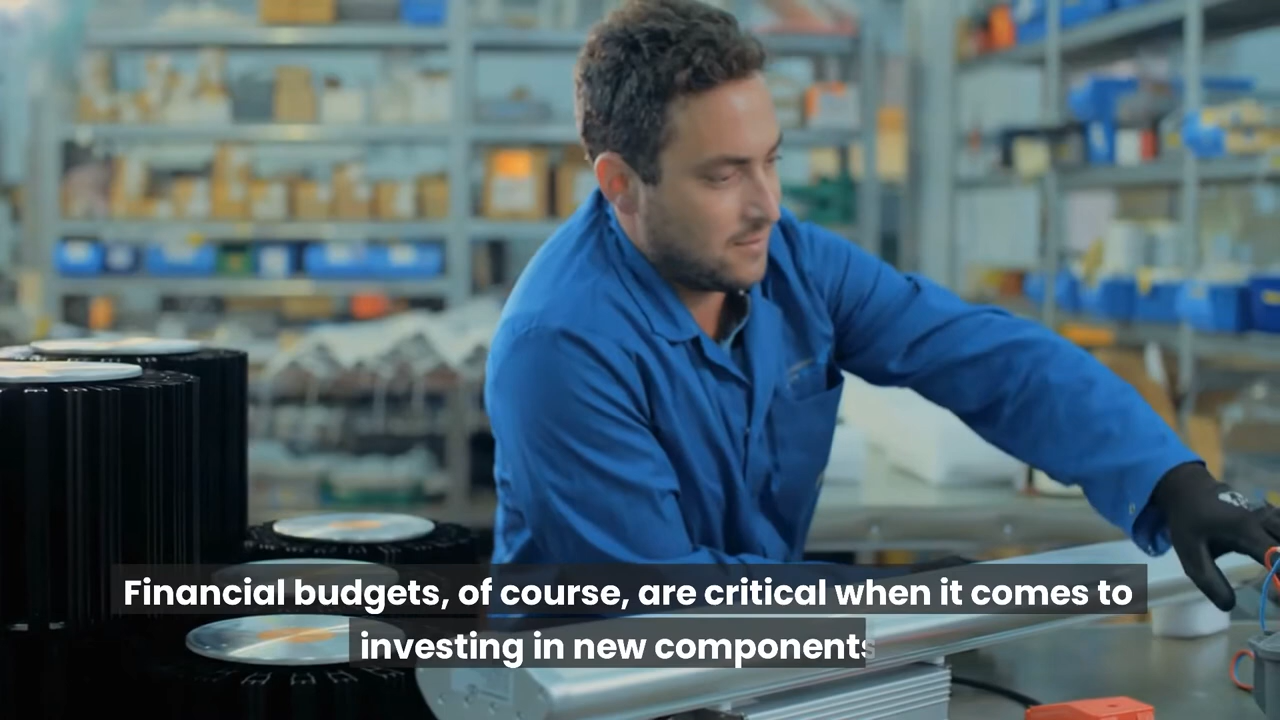 Financial budgets, of course, are critical when it comes to
investing in new components